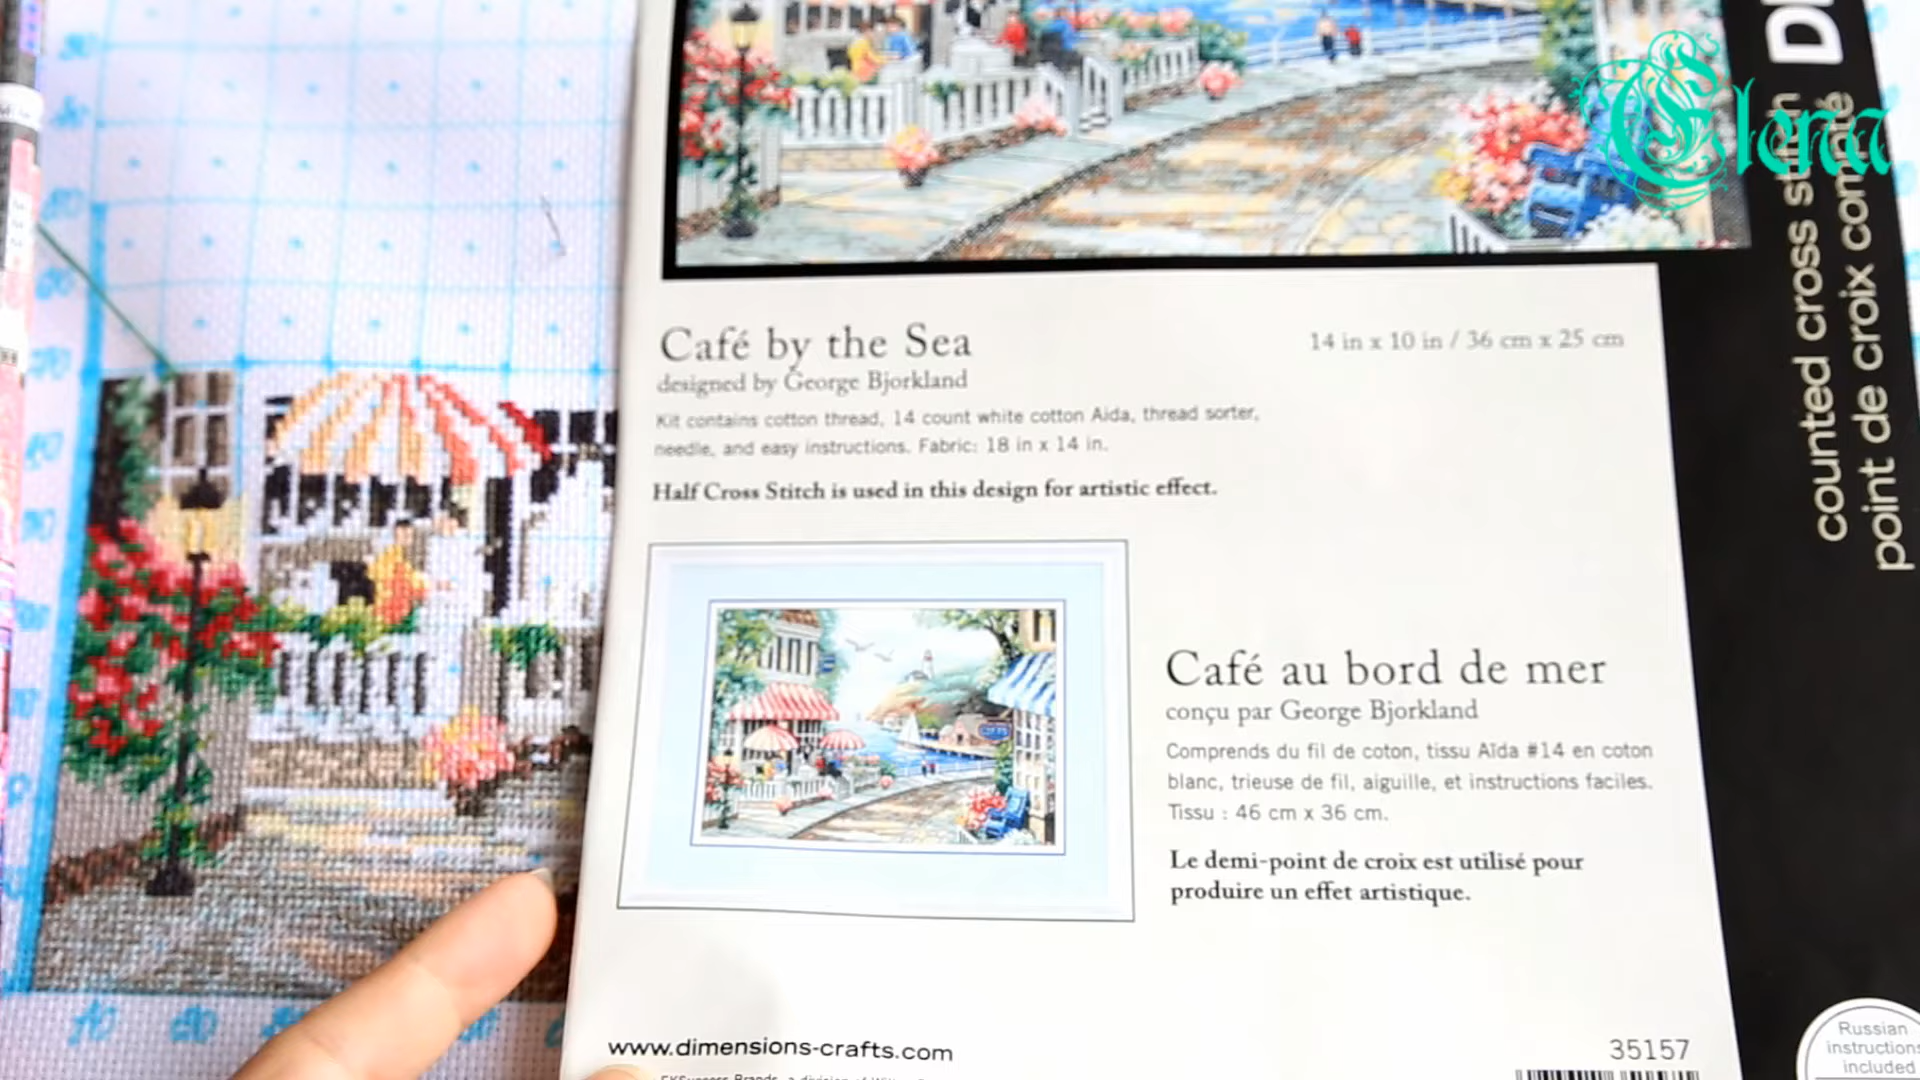 Elena
counted cross stitch
point de croix compté
Café by the Sea
14 in x 10 in / 36 cm x 25 cm
designed by George Bjorkland
Kit contains cotton thread, 14 count white cotton Aida, thread sorter,
needle, and easy instructions. Fabric: 18 in x 14 in.
Half Cross Stitch is used in this design for artistic effect.
Café au bord de mer
conçu par George Bjorkland
Comprends du fil de coton, tissu Aïda #14 en coton
blanc, trieuse de fil, aiguille, et instructions faciles.
Tissu : 46 cm x 36 cm.
Le demi-point de croix est utilisé pour
produire un effet artistique.
www.dimensions-crafts.com
35157
Russian
instructions
included